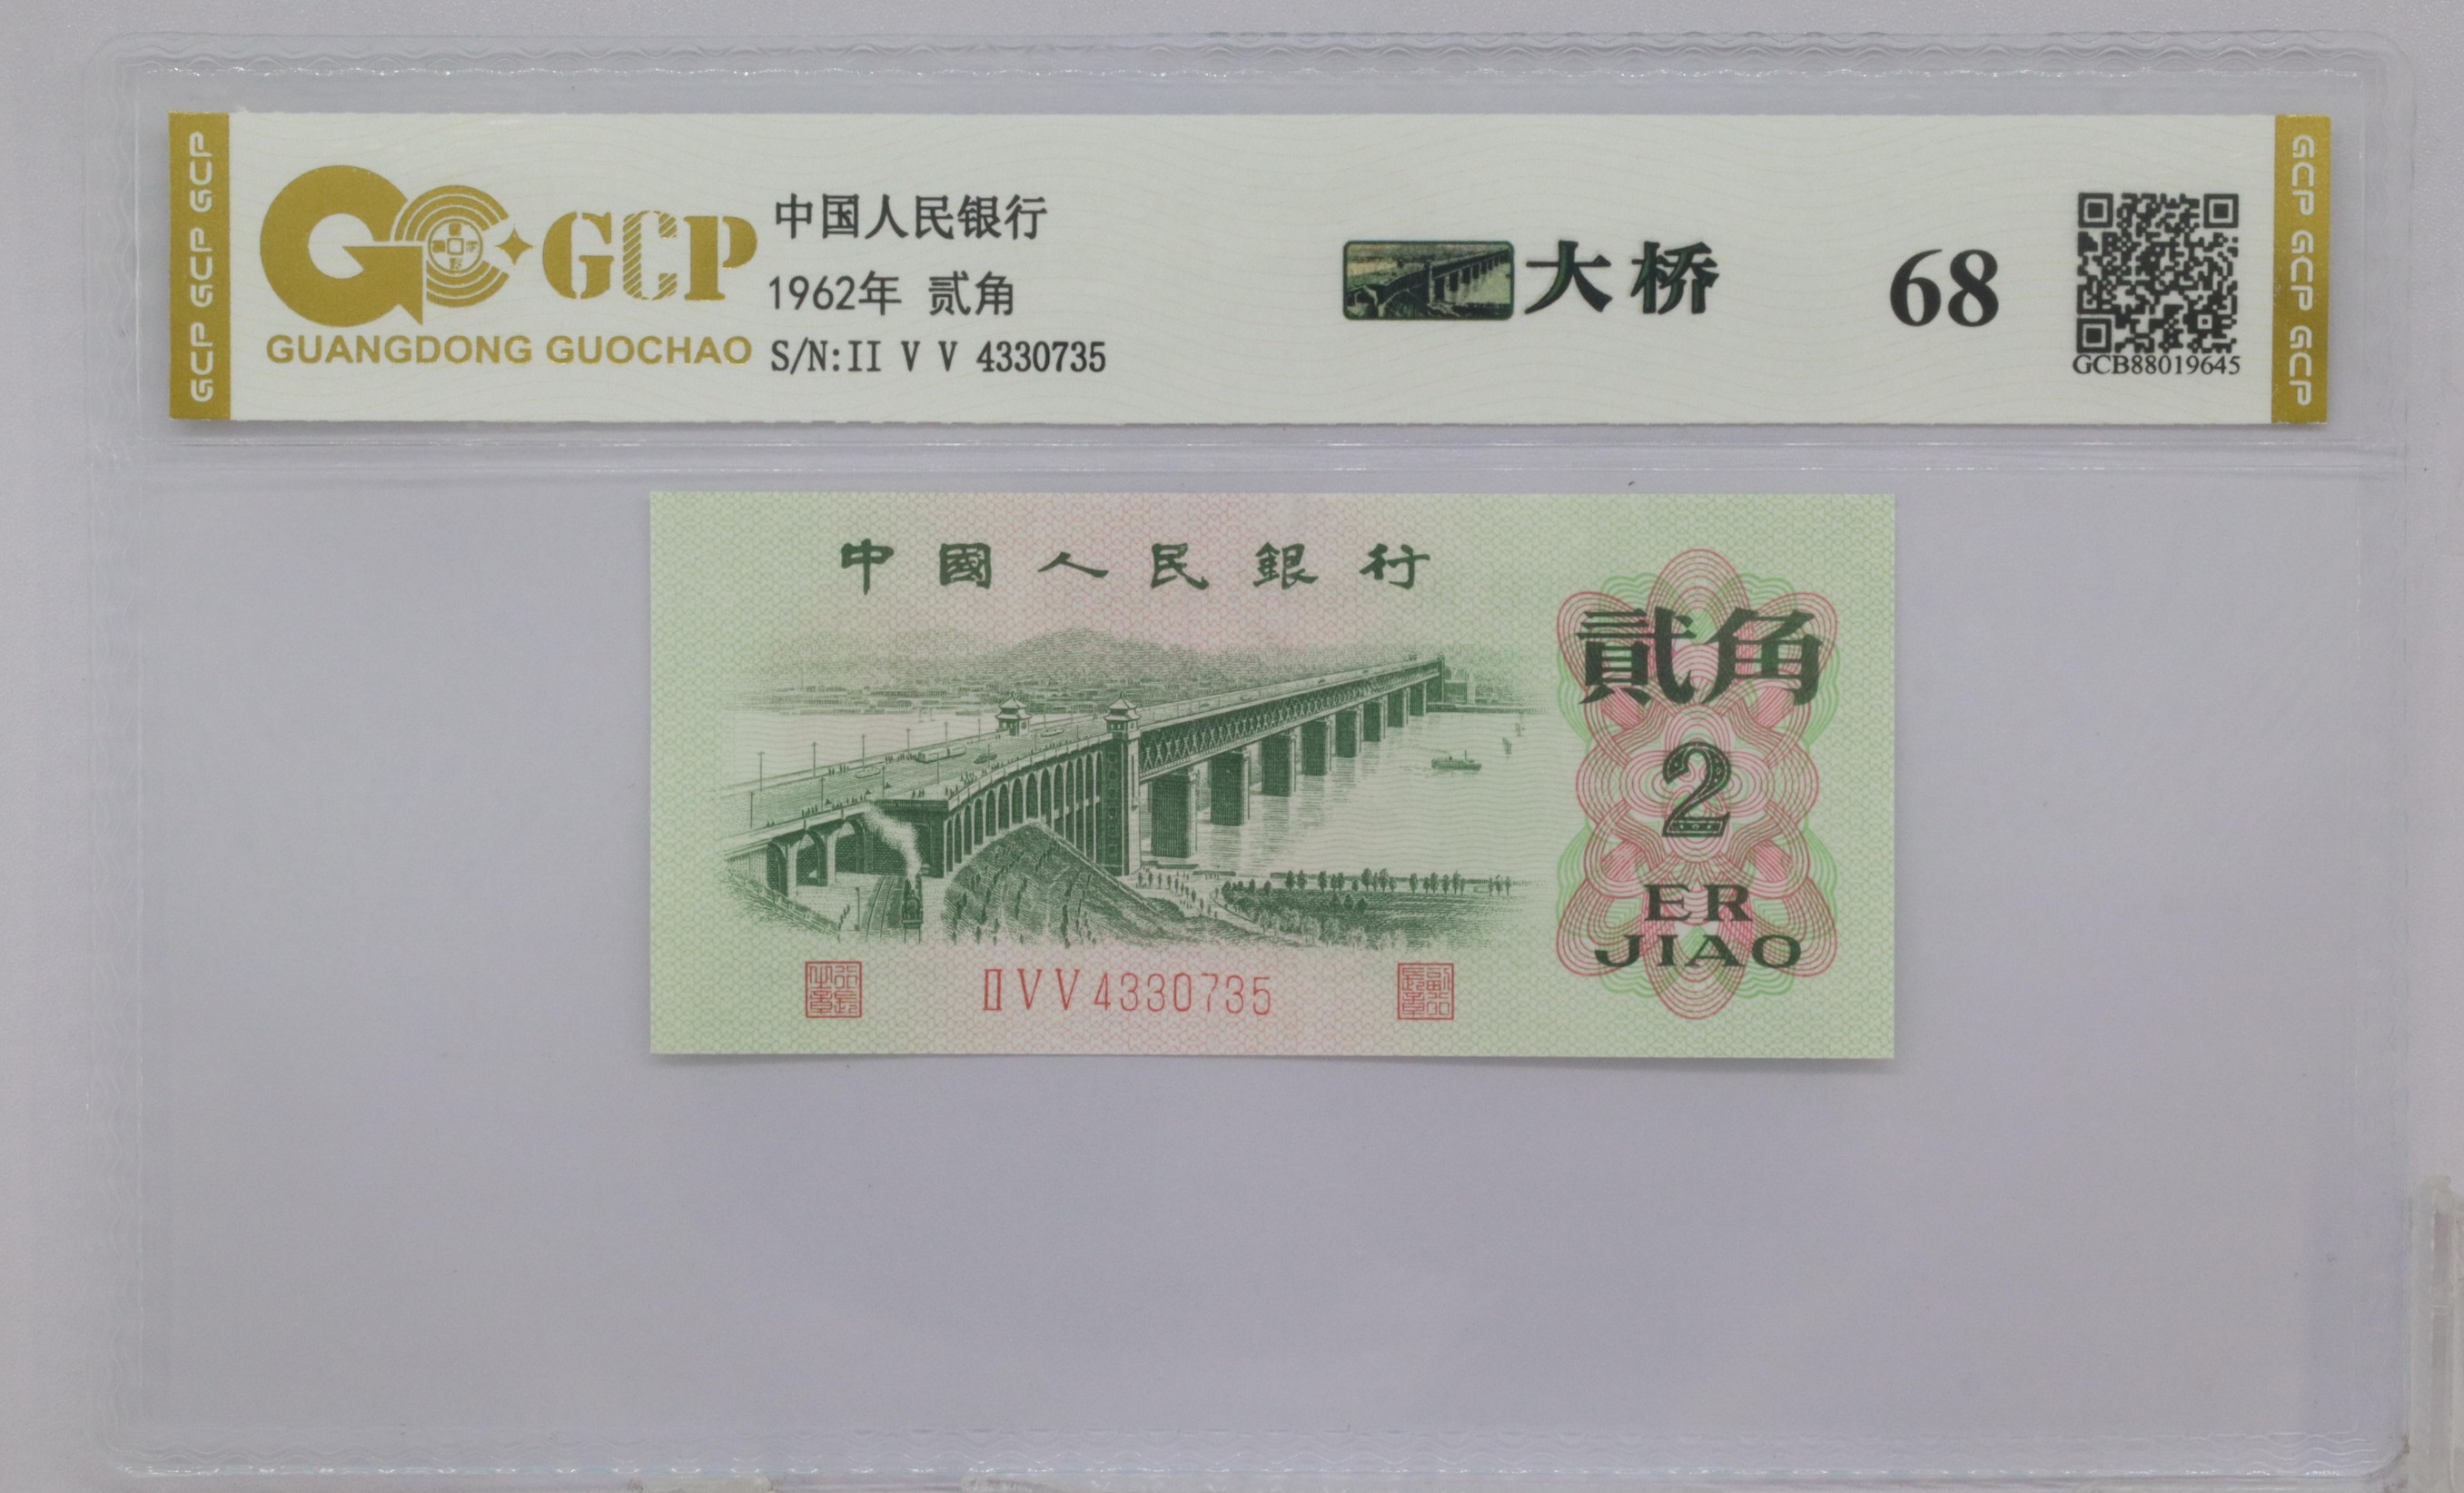 GCP GCP GCP
GCP
GUANGDONG GUOCHAO
中国人民银行
1962年 贰角
S/N:II V V 4330735
大桥
68
GCB88019645
GCP GCP GCP
中國人民銀行
貳角
2
ER
JIAO
ⅡVV4330735